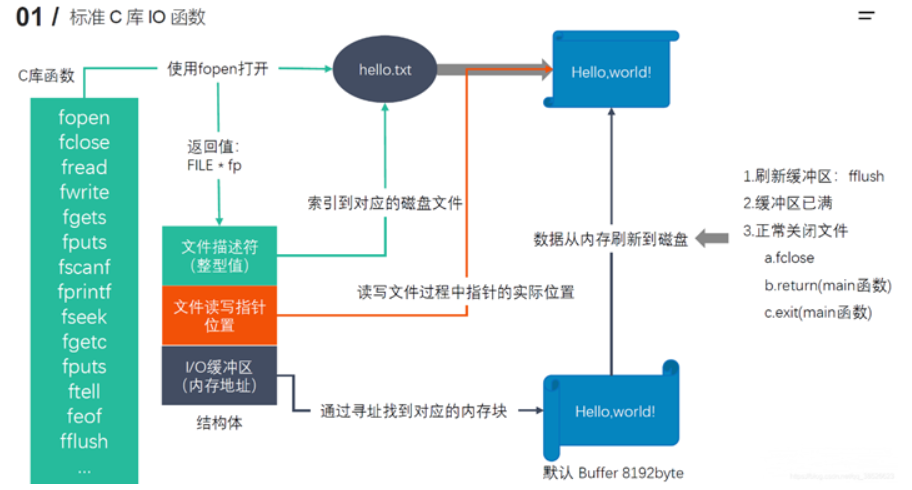 01 / 标准 C 库 IO 函数
C库函数
fopen
fclose
fread
fwrite
fgets
fputs
fscanf
fprintf
fseek
fgetc
fputs
ftell
feof
fflush
...
使用fopen打开
返回值：
FILE * fp
文件描述符
（整型值）
文件读写指针
位置
I/O缓冲区
（内存地址）
结构体
hello.txt
索引到对应的磁盘文件
读写文件过程中指针的实际位置
通过寻址找到对应的内存块
Hello,world!
数据从内存刷新到磁盘
Hello,world!
默认 Buffer 8192byte
1.刷新缓冲区：fflush
2.缓冲区已满
3.正常关闭文件
a.fclose
b.return(main函数)
c.exit(main函数)